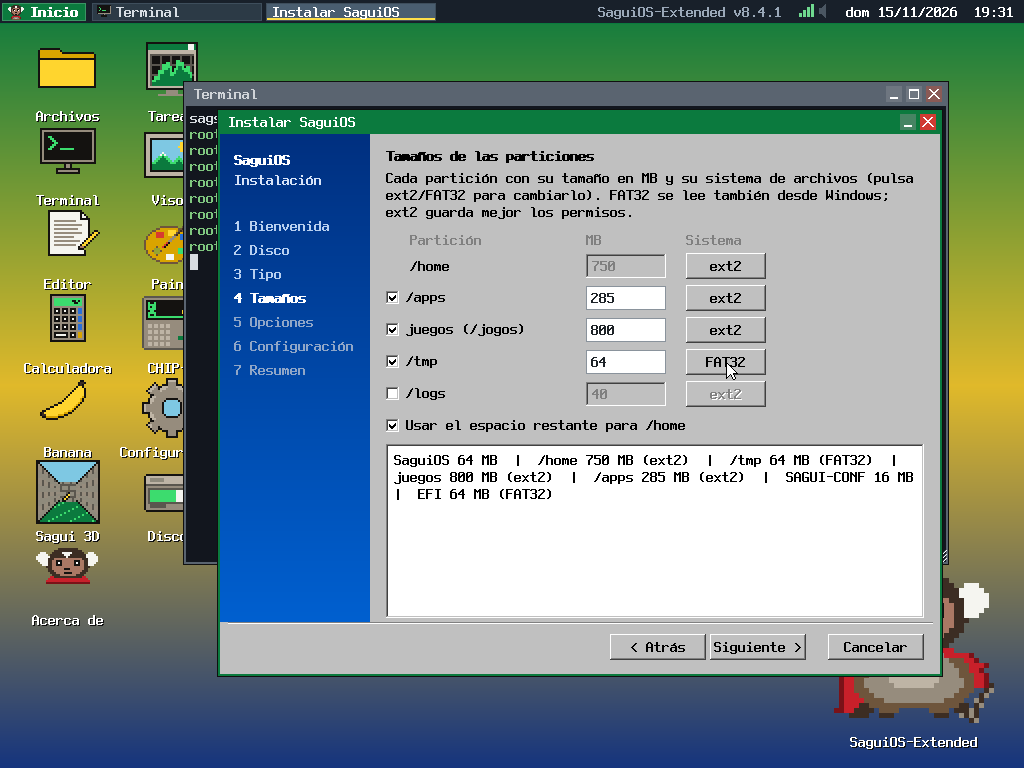 Inicio
Terminal
Instalar SaguiOS
SaguiOS-Extended v8.4.1
dom 15/11/2026
19:31
Archivos
Terminal
Editor
Calculadora
Banana
Sagui 3D
Acerca de
Terminal
Instalar SaguiOS
SaguiOS
Instalación
1 Bienvenida
2 Disco
3 Tipo
4 Tamaños
5 Opciones
6 Configuración
7 Resumen
Tamaños de las particiones
Cada partición con su tamaño en MB y su sistema de archivos (pulsa
ext2/FAT32 para cambiarlo). FAT32 se lee también desde Windows;
ext2 guarda mejor los permisos.
Partición MB Sistema
/home 750 ext2
/apps 285 ext2
juegos (/jogos) 800 ext2
/tmp 64 FAT32
/logs 40 ext2
Usar el espacio restante para /home
SaguiOS 64 MB | /home 750 MB (ext2) | /tmp 64 MB (FAT32) |
juegos 800 MB (ext2) | /apps 285 MB (ext2) | SAGUI-CONF 16 MB
| EFI 64 MB (FAT32)
< Atrás
Siguiente >
Cancelar
SaguiOS-Extended